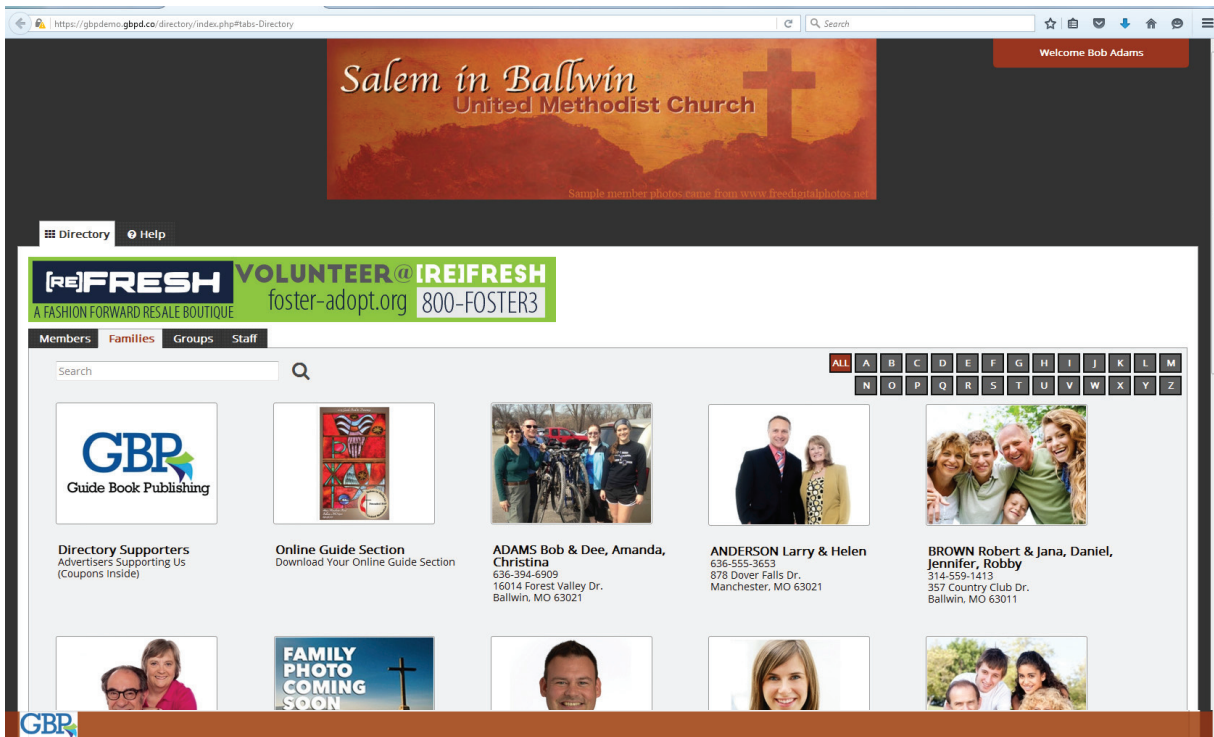 https://gbpdemo.gbpd.co/directory/index.php#tabs-Directory
Search
Welcome Bob Adams
Salem in Ballwin
United Methodist Church
Sample member photos came from www.freedigitalphotos.net
Directory
Help
[RE]FRESH
A FASHION FORWARD RESALE BOUTIQUE
VOLUNTEER@[RE]FRESH
foster-adopt.org 800-FOSTER3
Members Families Groups Staff
Search
ALL A B C D E F G H I J K L M
N O P Q R S T U V W X Y Z
GBP
Guide Book Publishing
Directory Supporters
Advertisers Supporting Us
(Coupons Inside)
Online Guide Section
Download Your Online Guide Section
ADAMS Bob & Dee, Amanda,
Christina
636-394-6909
16014 Forest Valley Dr.
Ballwin, MO 63021
ANDERSON Larry & Helen
636-555-3653
878 Dover Falls Dr.
Manchester, MO 63021
BROWN Robert & Jana, Daniel,
Jennifer, Robby
314-559-1413
357 Country Club Dr.
Ballwin, MO 63011
FAMILY
PHOTO
COMING
SOON
GBP